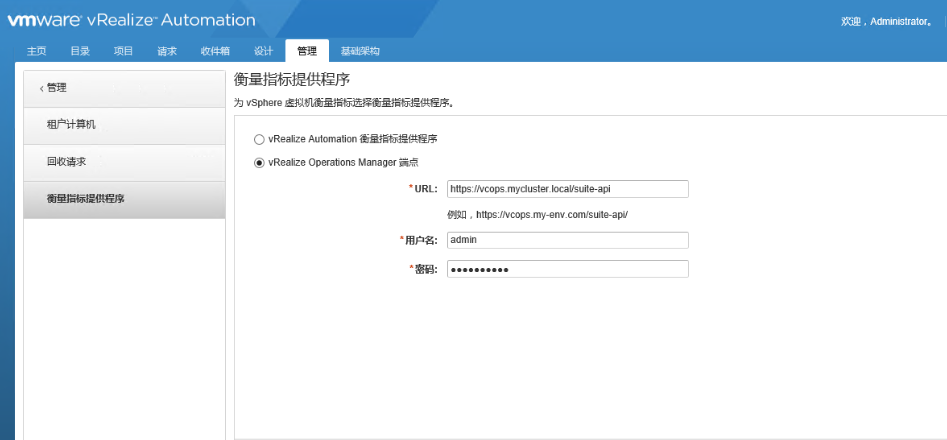 vmware vRealize™ Automation
欢迎，Administrator。
主页 目录 项目 请求 收件箱 设计 管理 基础架构
< 管理
租户计算机
回收请求
衡量指标提供程序
衡量指标提供程序
为 vSphere 虚拟机衡量指标选择衡量指标提供程序。
vRealize Automation 衡量指标提供程序
vRealize Operations Manager 端点
*URL: https://vcops.mycluster.local/suite-api
例如，https://vcops.my-env.com/suite-api/
*用户名: admin
*密码: ●●●●●●●●●●